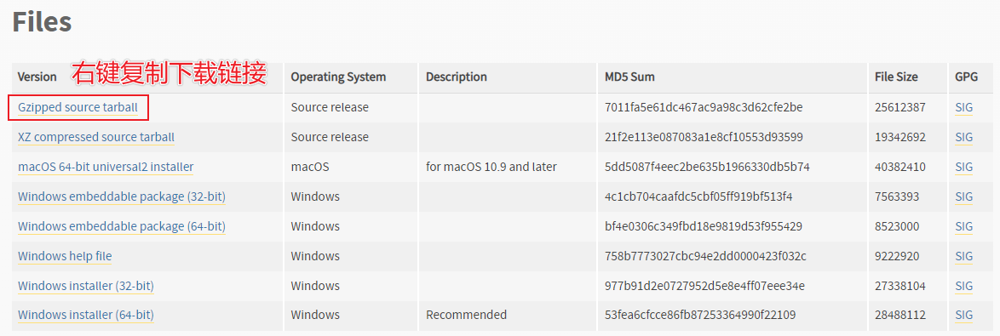 Files
Version 右键复制下载链接 Operating System Description MD5 Sum File Size GPG
Gzipped source tarball Source release 7011fa5e61dc467ac9a98c3d62cfe2be 25612387 SIG
XZ compressed source tarball Source release 21f2e113e087083a1e8cf10553d93599 19342692 SIG
macOS 64-bit universal2 installer macOS for macOS 10.9 and later 5dd5087f4eec2be635b1966330db5b74 40382410 SIG
Windows embeddable package (32-bit) Windows 4c1cb704caafdc5cbf05ff919bf513f4 7563393 SIG
Windows embeddable package (64-bit) Windows bf4e0306c349fbd18e9819d53f955429 8523000 SIG
Windows help file Windows 758b7773027cbc94e2dd0000423f032c 9222920 SIG
Windows installer (32-bit) Windows 977b91d2e0727952d5e8e4ff07eee34e 27338104 SIG
Windows installer (64-bit) Windows Recommended 53fea6cfcce86fb87253364990f22109 28488112 SIG